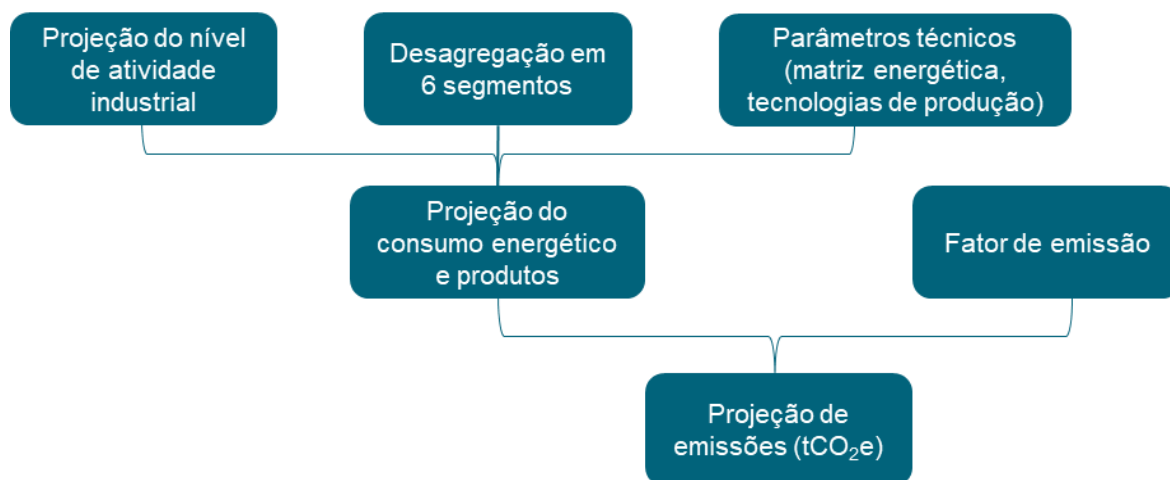 Projeção do nível
de atividade
industrial
Desagregação em
6 segmentos
Parâmetros técnicos
(matriz energética,
tecnologias de produção)
Projeção do
consumo energético
e produtos
Fator de emissão
Projeção de
emissões (tCO₂e)